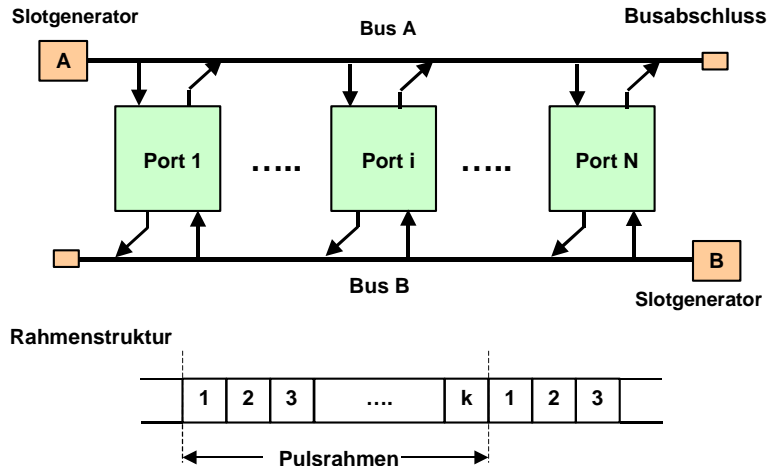 Slotgenerator
Busabschluss
Bus A
A
Port 1
.....
Port i
.....
Port N
B
Bus B
Slotgenerator
Rahmenstruktur
1 2 3 .... k 1 2 3
Pulsrahmen